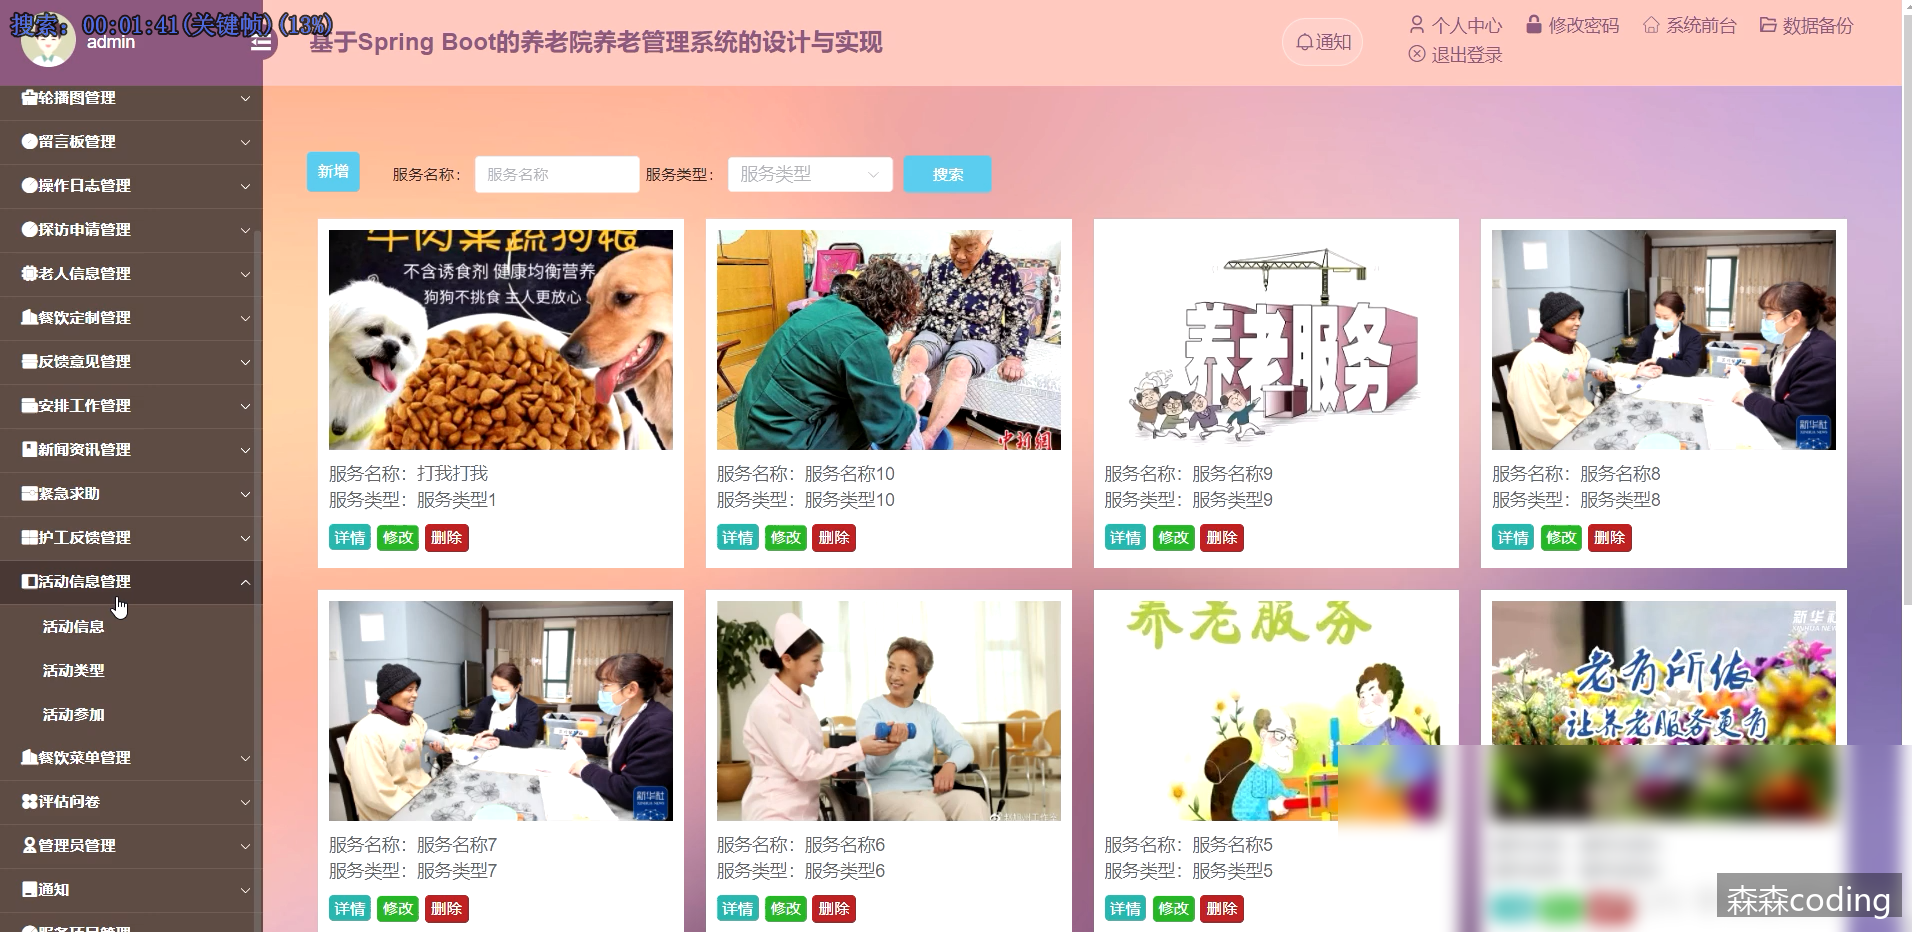 搜索: 00:01:41(关键帧)(13%)
admin
基于Spring Boot的养老院养老管理系统的设计与实现
通知
个人中心
修改密码
系统前台
数据备份
退出登录
轮播图管理
留言板管理
操作日志管理
探访申请管理
老人信息管理
餐饮定制管理
反馈意见管理
安排工作管理
新闻资讯管理
紧急求助
护工反馈管理
活动信息管理
活动信息
活动类型
活动参加
餐饮菜单管理
评估问卷
管理员管理
通知
服务项目管理
新增
服务名称：
服务名称
服务类型：
服务类型
搜索
牛肉果蔬狗粮
不含诱食剂 健康均衡营养
狗狗不挑食 主人更放心
服务名称：打我打我
服务类型：服务类型1
详情 修改 删除
中新网
服务名称：服务名称10
服务类型：服务类型10
详情 修改 删除
养老服务
服务名称：服务名称9
服务类型：服务类型9
详情 修改 删除
新华社
服务名称：服务名称8
服务类型：服务类型8
详情 修改 删除
新华社
服务名称：服务名称7
服务类型：服务类型7
详情 修改 删除
服务名称：服务名称6
服务类型：服务类型6
详情 修改 删除
养老服务
服务名称：服务名称5
服务类型：服务类型5
详情 修改 删除
新华社
老有所依
让养老服务更有
森森coding